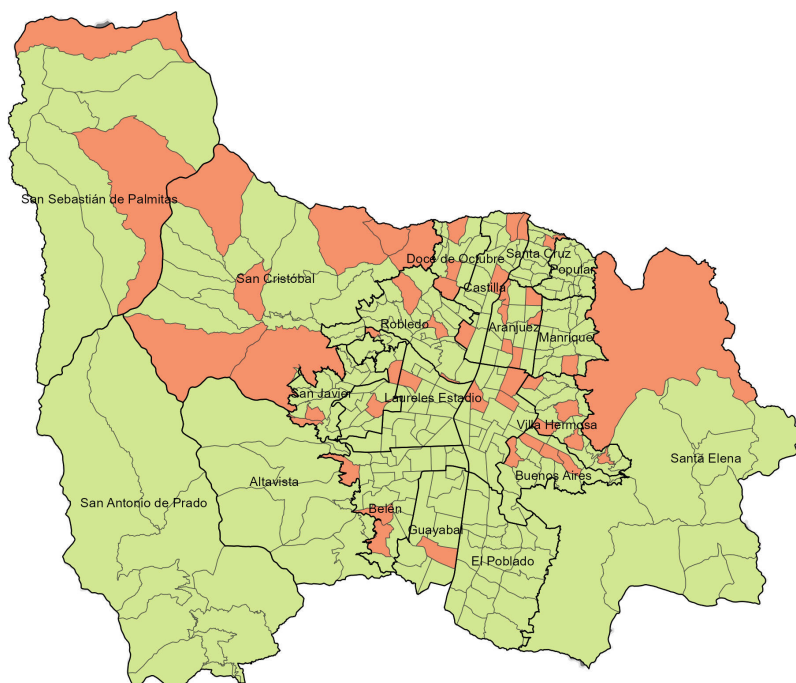 San Sebastián de Palmitas
San Cristóbal
Doce de Octubre
Santa Cruz
Popular
Castilla
Robledo
Aranjuez
Manrique
San Javier
Laureles Estadio
Villa Hermosa
Santa Elena
Buenos Aires
Altavista
San Antonio de Prado
Belén
Guayabal
El Poblado